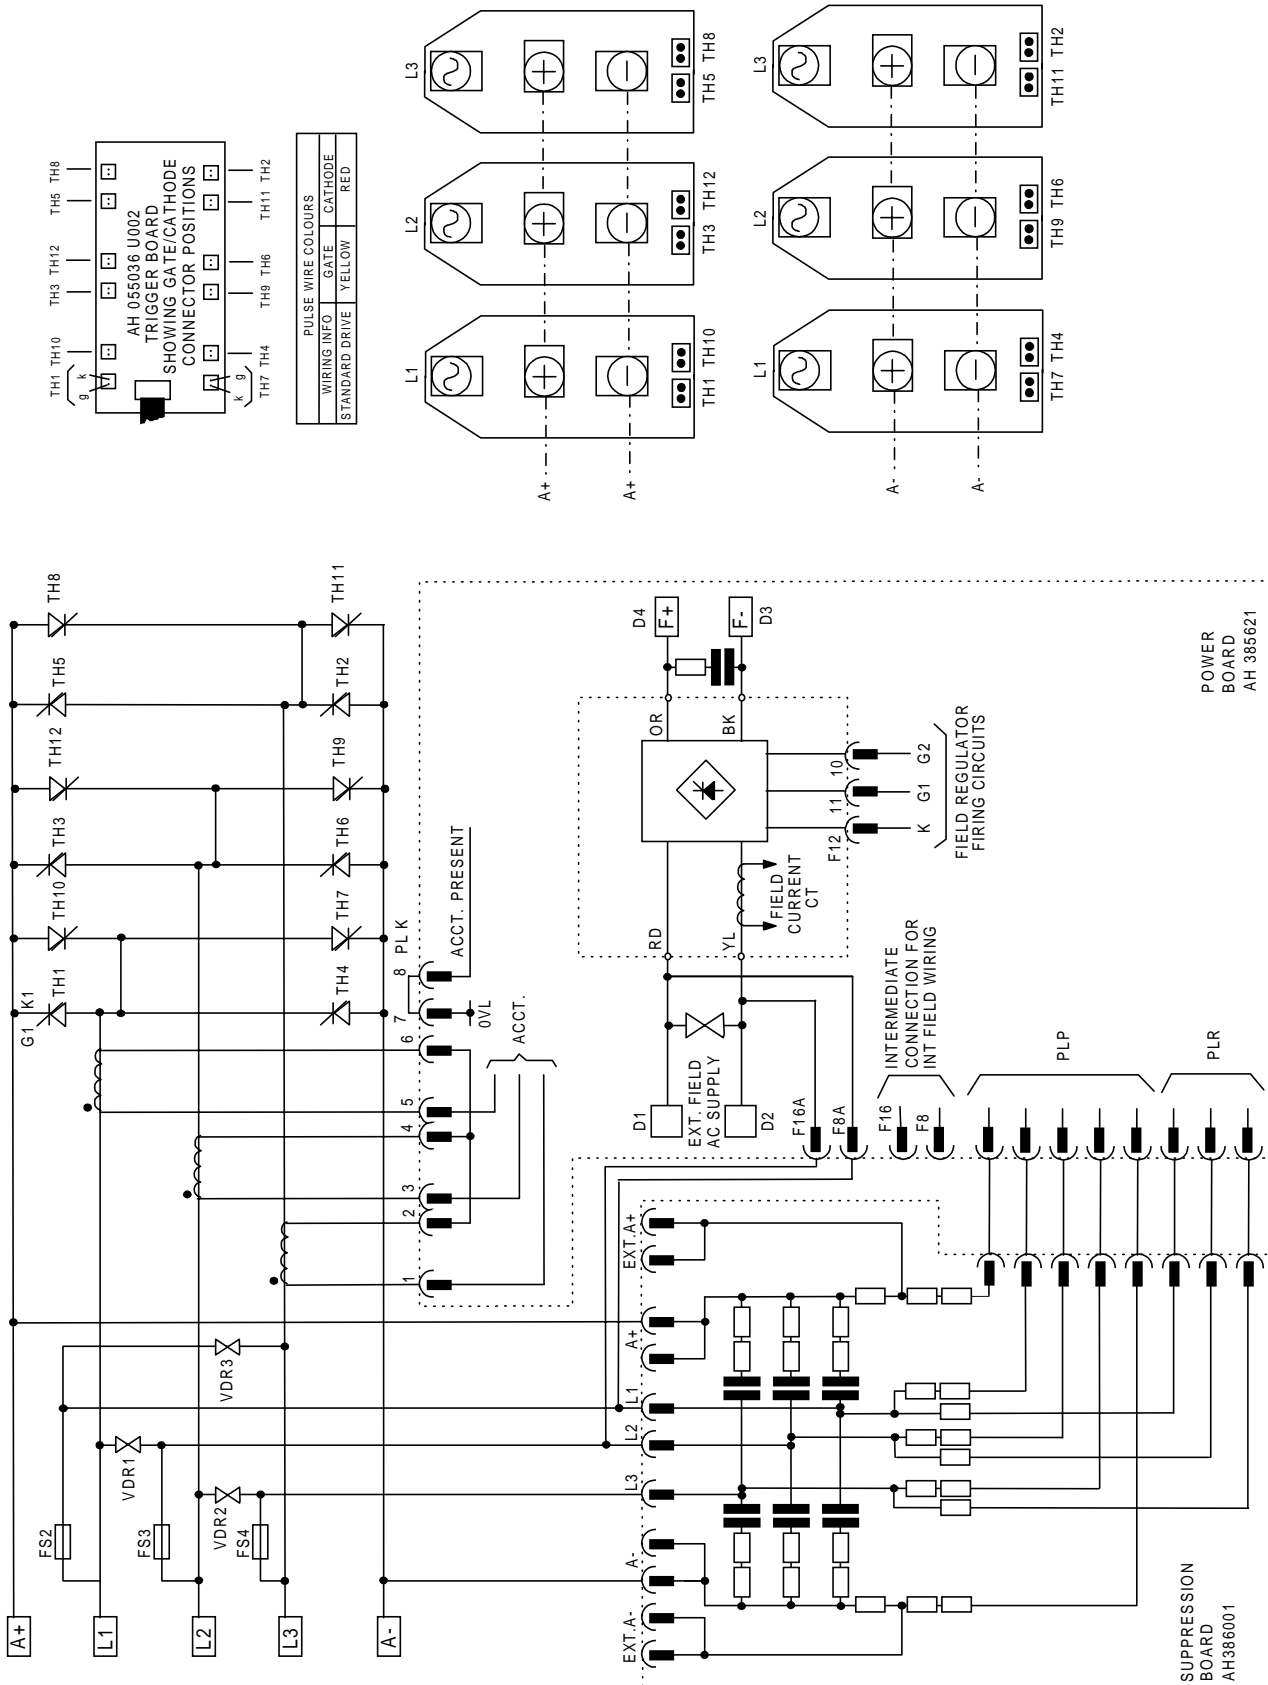 TH1 TH10
TH3 TH12
TH5 TH8
g k
AH 055036 U002
TRIGGER BOARD
SHOWING GATE/CATHODE
CONNECTOR POSITIONS
k g
TH7 TH4
TH9 TH6
TH11 TH2
PULSE WIRE COLOURS
WIRING INFO GATE CATHODE
STANDARD DRIVE YELLOW RED
L1
L2
L3
A+
A+
TH1 TH10
TH3 TH12
TH5 TH8
L1
L2
L3
A-
A-
TH7 TH4
TH9 TH6
TH11 TH2
A+
L1
L2
L3
A-
FS2
FS3
FS4
VDR1
VDR2
VDR3
G1 K1
TH1
TH10
TH3
TH12
TH5
TH8
TH4
TH7
TH6
TH9
TH2
TH11
1
2
3
4
5
6
7
8
PL K
0VL
ACCT. PRESENT
ACCT.
D1
EXT. FIELD
AC SUPPLY
D2
RD
YL
OR
BK
FIELD
CURRENT
CT
D4
F+
F-
D3
F12
11
10
K
G1
G2
FIELD REGULATOR
FIRING CIRCUITS
POWER
BOARD
AH 385621
F16A
F8A
F16
F8
INTERMEDIATE
CONNECTION FOR
INT FIELD WIRING
PLP
PLR
EXT.A-
A-
L3
L2
L1
A+
EXT.A+
SUPPRESSION
BOARD
AH386001